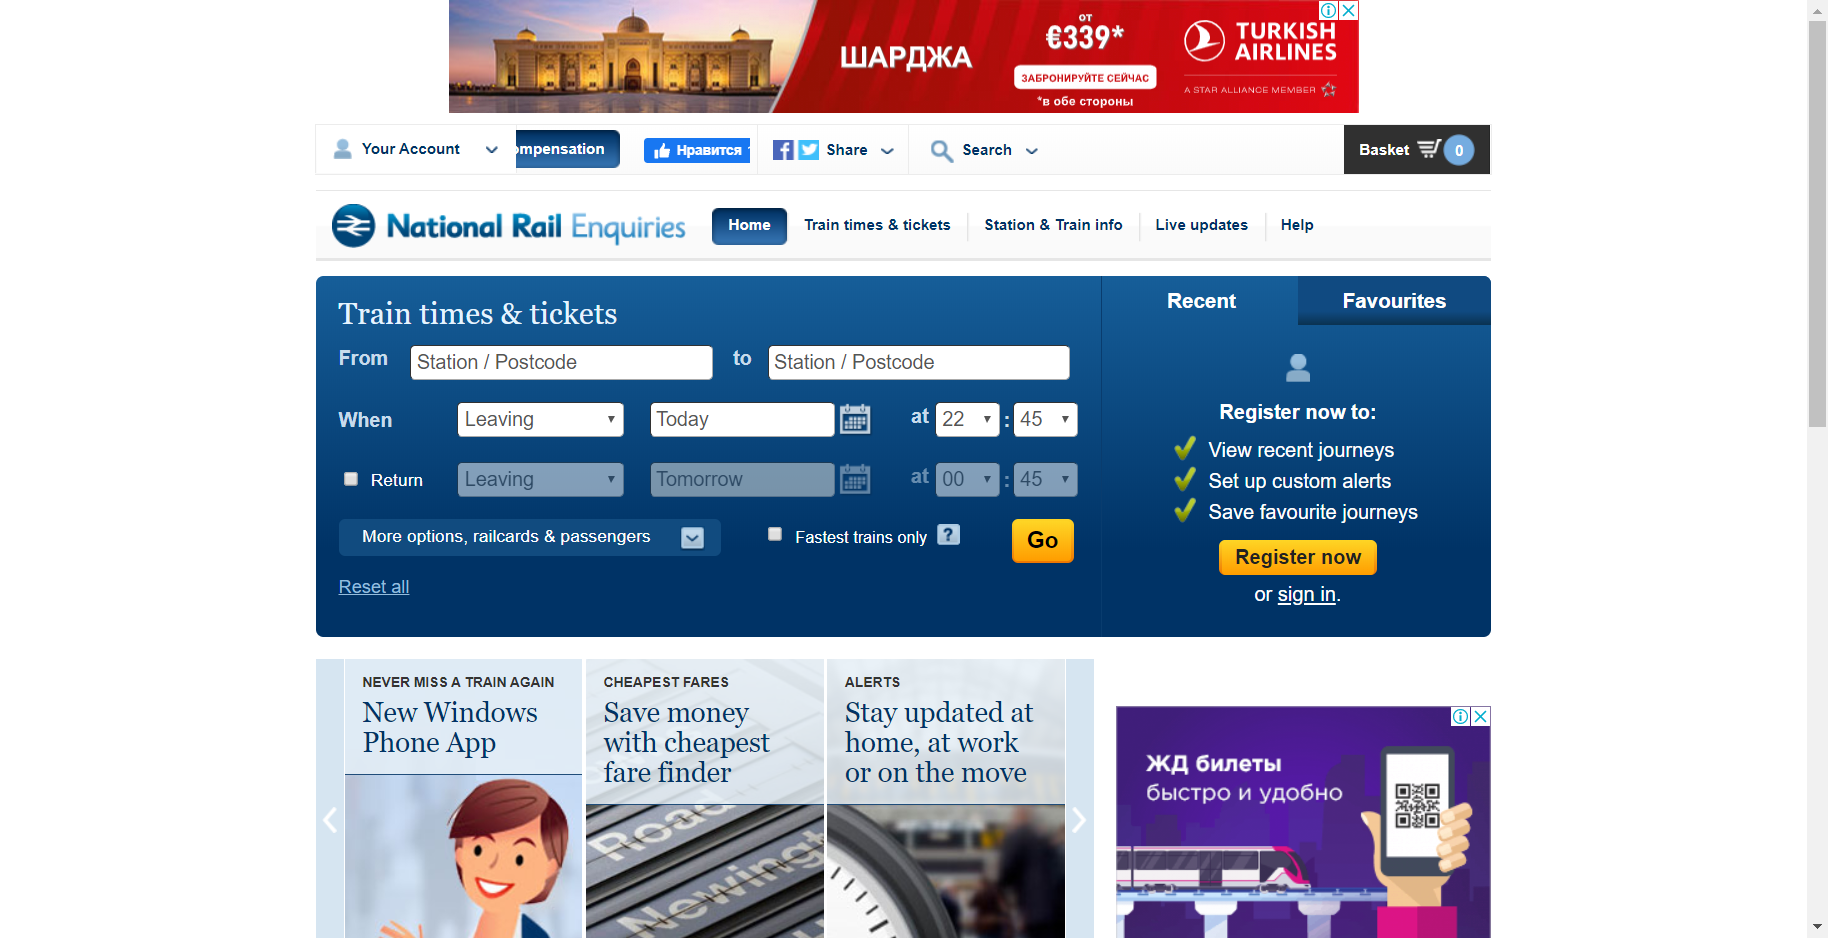 ШАРДЖА
от
€339*
ЗАБРОНИРУЙТЕ СЕЙЧАС
*в обе стороны
TURKISH
AIRLINES
A STAR ALLIANCE MEMBER
Your Account
ompensation
Нравится
Share
Search
Basket
0
National Rail Enquiries
Home
Train times & tickets
Station & Train info
Live updates
Help
Train times & tickets
From
Station / Postcode
to
Station / Postcode
When
Leaving
Today
at
22
:
45
Return
Leaving
Tomorrow
at
00
:
45
More options, railcards & passengers
Fastest trains only
?
Go
Reset all
Recent
Favourites
Register now to:
View recent journeys
Set up custom alerts
Save favourite journeys
Register now
or sign in.
NEVER MISS A TRAIN AGAIN
New Windows
Phone App
CHEAPEST FARES
Save money
with cheapest
fare finder
Road
Newingt
ALERTS
Stay updated at
home, at work
or on the move
ЖД билеты
быстро и удобно